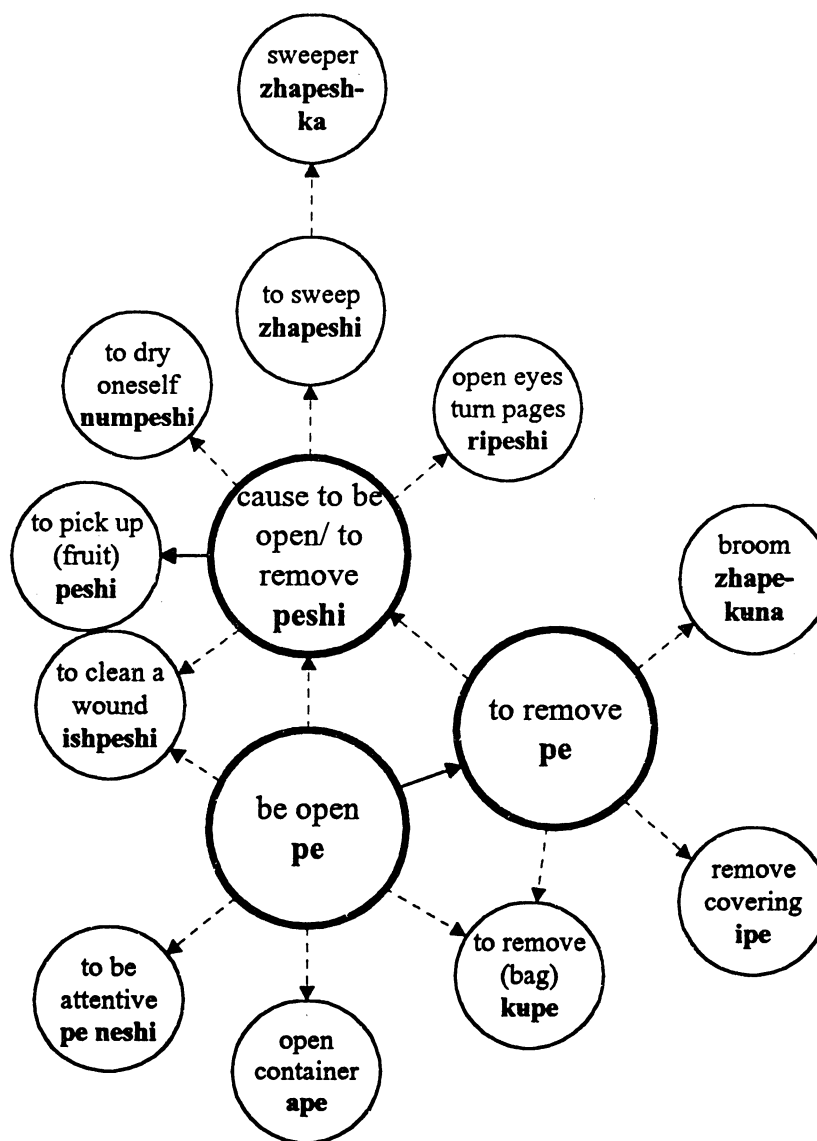 sweeper
zhapesh-
ka
to sweep
zhapeshi
to dry
oneself
numpeshi
open eyes
turn pages
ripeshi
cause to be
open/ to
remove
peshi
to pick up
(fruit)
peshi
broom
zhape-
kuna
to clean a
wound
ishpeshi
to remove
pe
be open
pe
remove
covering
ipe
to be
attentive
pe neshi
to remove
(bag)
kupe
open
container
ape